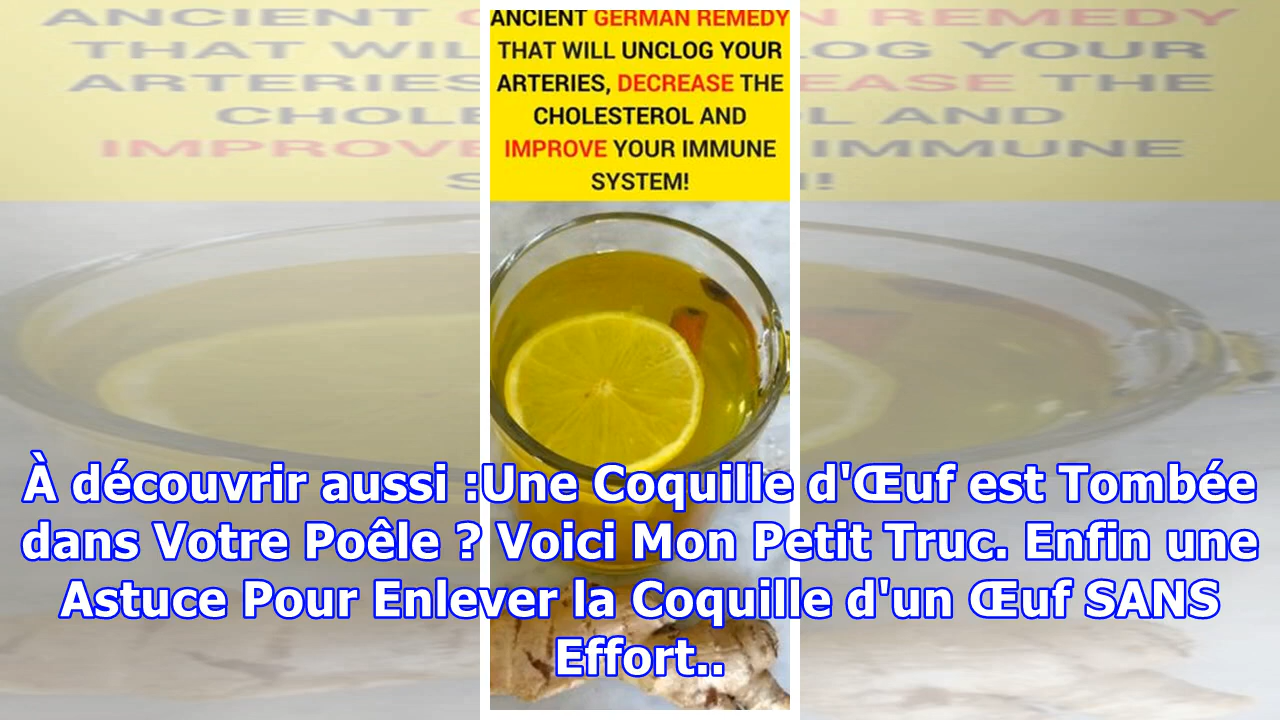 ANCIENT GERMAN REMEDY
THAT WILL UNCLOG YOUR
ARTERIES, DECREASE THE
CHOLESTEROL AND
IMPROVE YOUR IMMUNE
SYSTEM!
À découvrir aussi :Une Coquille d'Œuf est Tombée
dans Votre Poêle ? Voici Mon Petit Truc. Enfin une
Astuce Pour Enlever la Coquille d'un Œuf SANS
Effort..